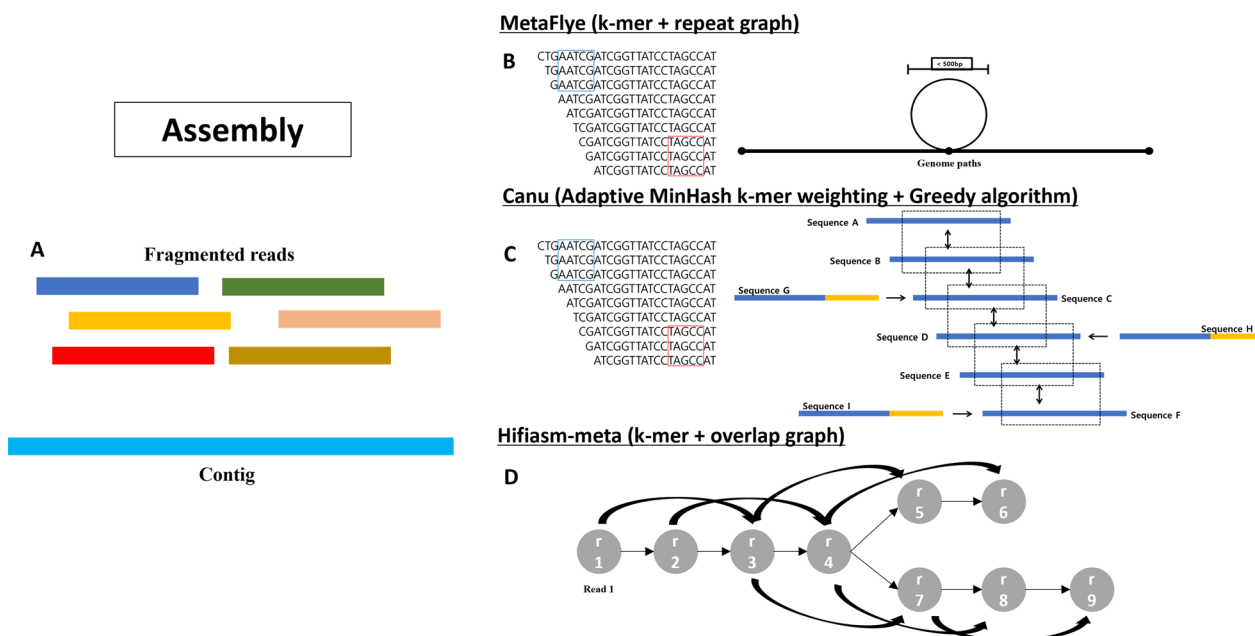 Assembly
A
Fragmented reads
Contig
MetaFlye (k-mer + repeat graph)
B
CTGAATCGATCGGTTATCCTAGCCAT
TGAATCGATCGGTTATCCTAGCCAT
GAATCGATCGGTTATCCTAGCCAT
AATCGATCGGTTATCCTAGCCAT
ATCGATCGGTTATCCTAGCCAT
TCGATCGGTTATCCTAGCCAT
CGATCGGTTATCCTAGCCAT
GATCGGTTATCCTAGCCAT
ATCGGTTATCCTAGCCAT
< 500bp
Genome paths
Canu (Adaptive MinHash k-mer weighting + Greedy algorithm)
C
CTGAATCGATCGGTTATCCTAGCCAT
TGAATCGATCGGTTATCCTAGCCAT
GAATCGATCGGTTATCCTAGCCAT
AATCGATCGGTTATCCTAGCCAT
ATCGATCGGTTATCCTAGCCAT
TCGATCGGTTATCCTAGCCAT
CGATCGGTTATCCTAGCCAT
GATCGGTTATCCTAGCCAT
ATCGGTTATCCTAGCCAT
Sequence A
Sequence B
Sequence G
Sequence C
Sequence D
Sequence H
Sequence E
Sequence I
Sequence F
Hifiasm-meta (k-mer + overlap graph)
D
r 1
r 2
r 3
r 4
r 5
r 6
r 7
r 8
r 9
Read 1